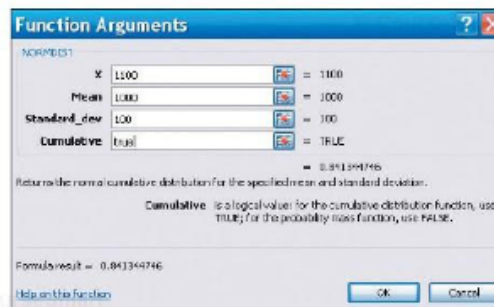 Function Arguments
NORMDIST
X 1100 = 1100
Mean 1000 = 1000
Standard_dev 100 = 100
Cumulative true = TRUE
= 0.841344746
Returns the normal cumulative distribution for the specified mean and standard deviation.
Cumulative is a logical value: for the cumulative distribution function, use
TRUE; for the probability mass function, use FALSE.
Formula result = 0.841344746
Help on this function
OK Cancel